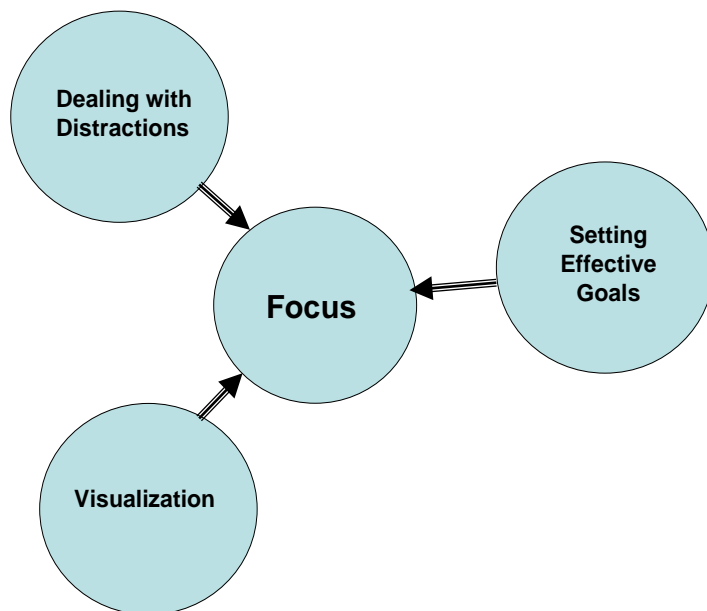 Dealing with
Distractions
Setting
Effective
Goals
Focus
Visualization